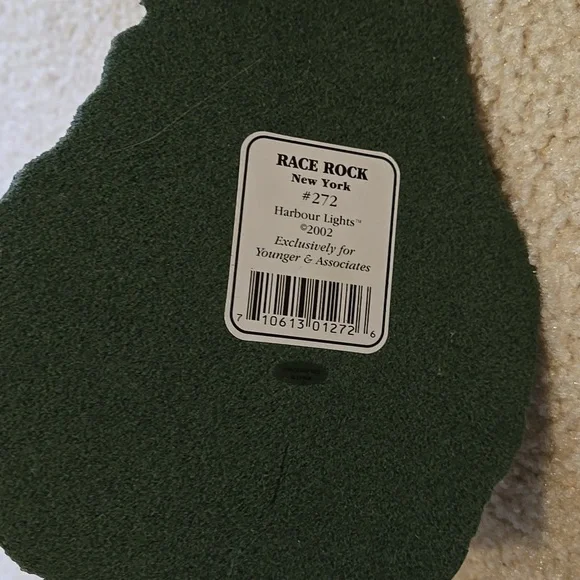 RACE ROCK
New York
#272
Harbour Lights™
©2002
Exclusively for
Younger & Associates
7 10613 01272 6